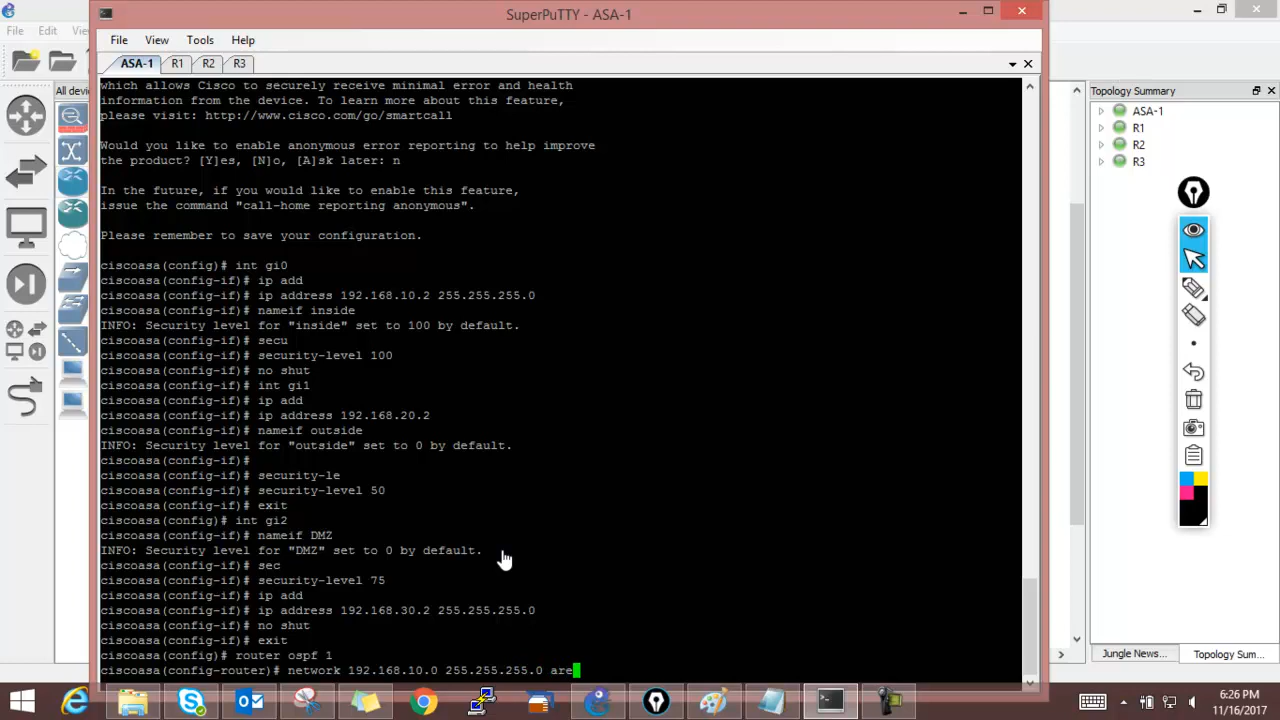 SuperPuTTY - ASA-1
File View Tools Help
File Edit Vie
ASA-1 R1 R2 R3
All devi
Topology Summary
ASA-1
R1
R2
R3
which allows Cisco to securely receive minimal error and health
information from the device. To learn more about this feature,
please visit: http://www.cisco.com/go/smartcall
Would you like to enable anonymous error reporting to help improve
the product? [Y]es, [N]o, [A]sk later: n
In the future, if you would like to enable this feature,
issue the command "call-home reporting anonymous".
Please remember to save your configuration.
ciscoasa(config)# int gi0
ciscoasa(config-if)# ip add
ciscoasa(config-if)# ip address 192.168.10.2 255.255.255.0
ciscoasa(config-if)# nameif inside
INFO: Security level for "inside" set to 100 by default.
ciscoasa(config-if)# secu
ciscoasa(config-if)# security-level 100
ciscoasa(config-if)# no shut
ciscoasa(config-if)# int gi1
ciscoasa(config-if)# ip add
ciscoasa(config-if)# ip address 192.168.20.2
ciscoasa(config-if)# nameif outside
INFO: Security level for "outside" set to 0 by default.
ciscoasa(config-if)#
ciscoasa(config-if)# security-le
ciscoasa(config-if)# security-level 50
ciscoasa(config-if)# exit
ciscoasa(config)# int gi2
ciscoasa(config-if)# nameif DMZ
INFO: Security level for "DMZ" set to 0 by default.
ciscoasa(config-if)# sec
ciscoasa(config-if)# security-level 75
ciscoasa(config-if)# ip add
ciscoasa(config-if)# ip address 192.168.30.2 255.255.255.0
ciscoasa(config-if)# no shut
ciscoasa(config-if)# exit
ciscoasa(config)# router ospf 1
ciscoasa(config-router)# network 192.168.10.0 255.255.255.0 are
Jungle News... Topology Sum...
6:26 PM
11/16/2017